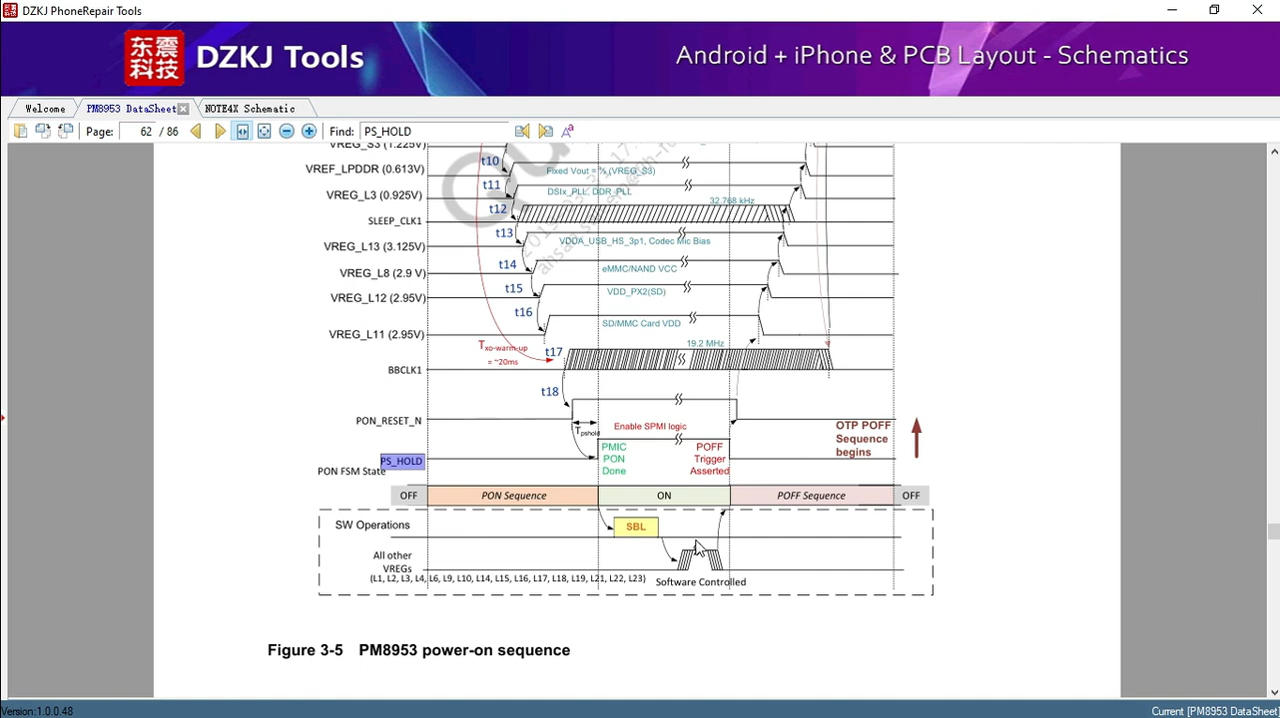 DZKJ PhoneRepair Tools
东震
科技
DZKJ Tools
Android + iPhone & PCB Layout - Schematics
Welcome
PM8953 DataSheet
NOTE4X Schematic
Page: 62 / 86
Find: PS_HOLD
VREG_S3 (1.225V)
t10
VREF_LPDDR (0.613V)
Fixed Vout = ½ (VREG_S3)
t11
VREG_L3 (0.925V)
DSIx_PLL, DDR_PLL
t12
32.768 kHz
SLEEP_CLK1
t13
VREG_L13 (3.125V)
VDDA_USB_HS_3p1, Codec Mic Bias
t14
VREG_L8 (2.9 V)
eMMC/NAND VCC
t15
VREG_L12 (2.95V)
VDD_PX2(SD)
t16
VREG_L11 (2.95V)
SD/MMC Card VDD
Txo-warm-up
= ~20ms
t17
19.2 MHz
BBCLK1
t18
PON_RESET_N
Tpshold
Enable SPMI logic
OTP POFF
Sequence
begins
PS_HOLD
PMIC
PON
Done
POFF
Trigger
Asserted
PON FSM State
OFF
PON Sequence
ON
POFF Sequence
OFF
SW Operations
SBL
All other
VREGs
(L1, L2, L3, L4, L6, L9, L10, L14, L15, L16, L17, L18, L19, L21, L22, L23)
Software Controlled
Figure 3-5 PM8953 power-on sequence
Version:1.0.0.48
Current [PM8953 DataSheet]